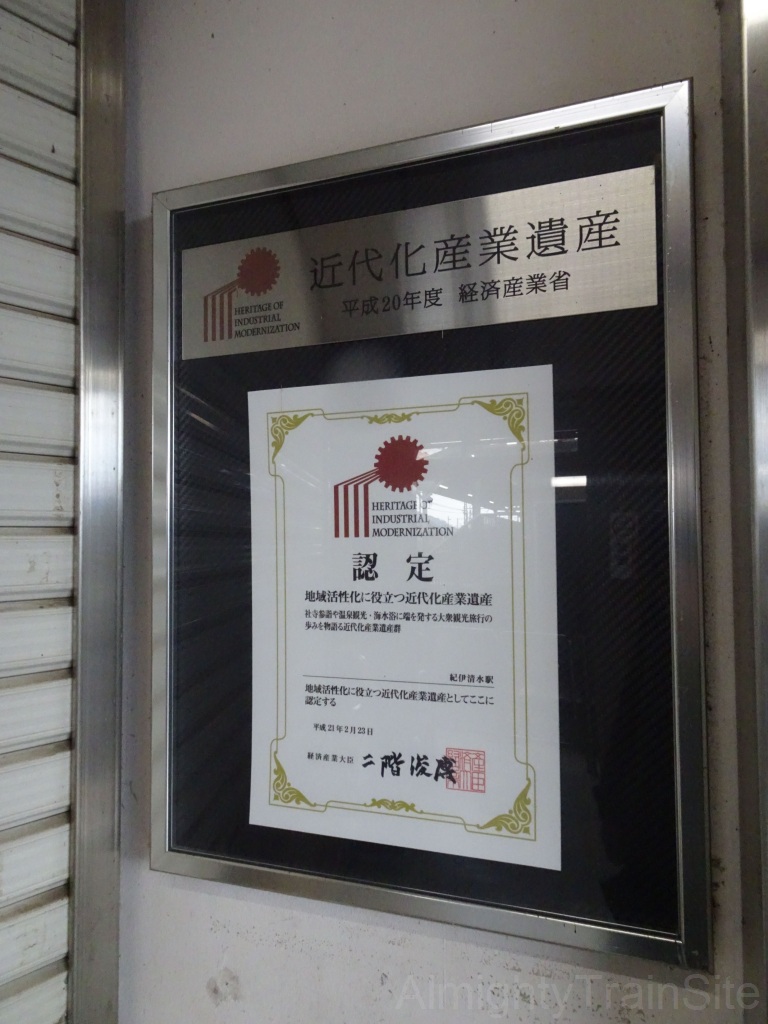 近代化産業遺産
平成20年度 経済産業省
HERITAGE OF
INDUSTRIAL
MODERNIZATION
HERITAGE OF
INDUSTRIAL
MODERNIZATION
認定
地域活性化に役立つ近代化産業遺産
社寺参詣や温泉観光・海水浴に端を発する大衆観光旅行の
歩みを物語る近代化産業遺産群
紀伊清水駅
地域活性化に役立つ近代化産業遺産としてここに
認定する
平成21年2月23日
経済産業大臣 二階俊博
AlmightyTrainSite